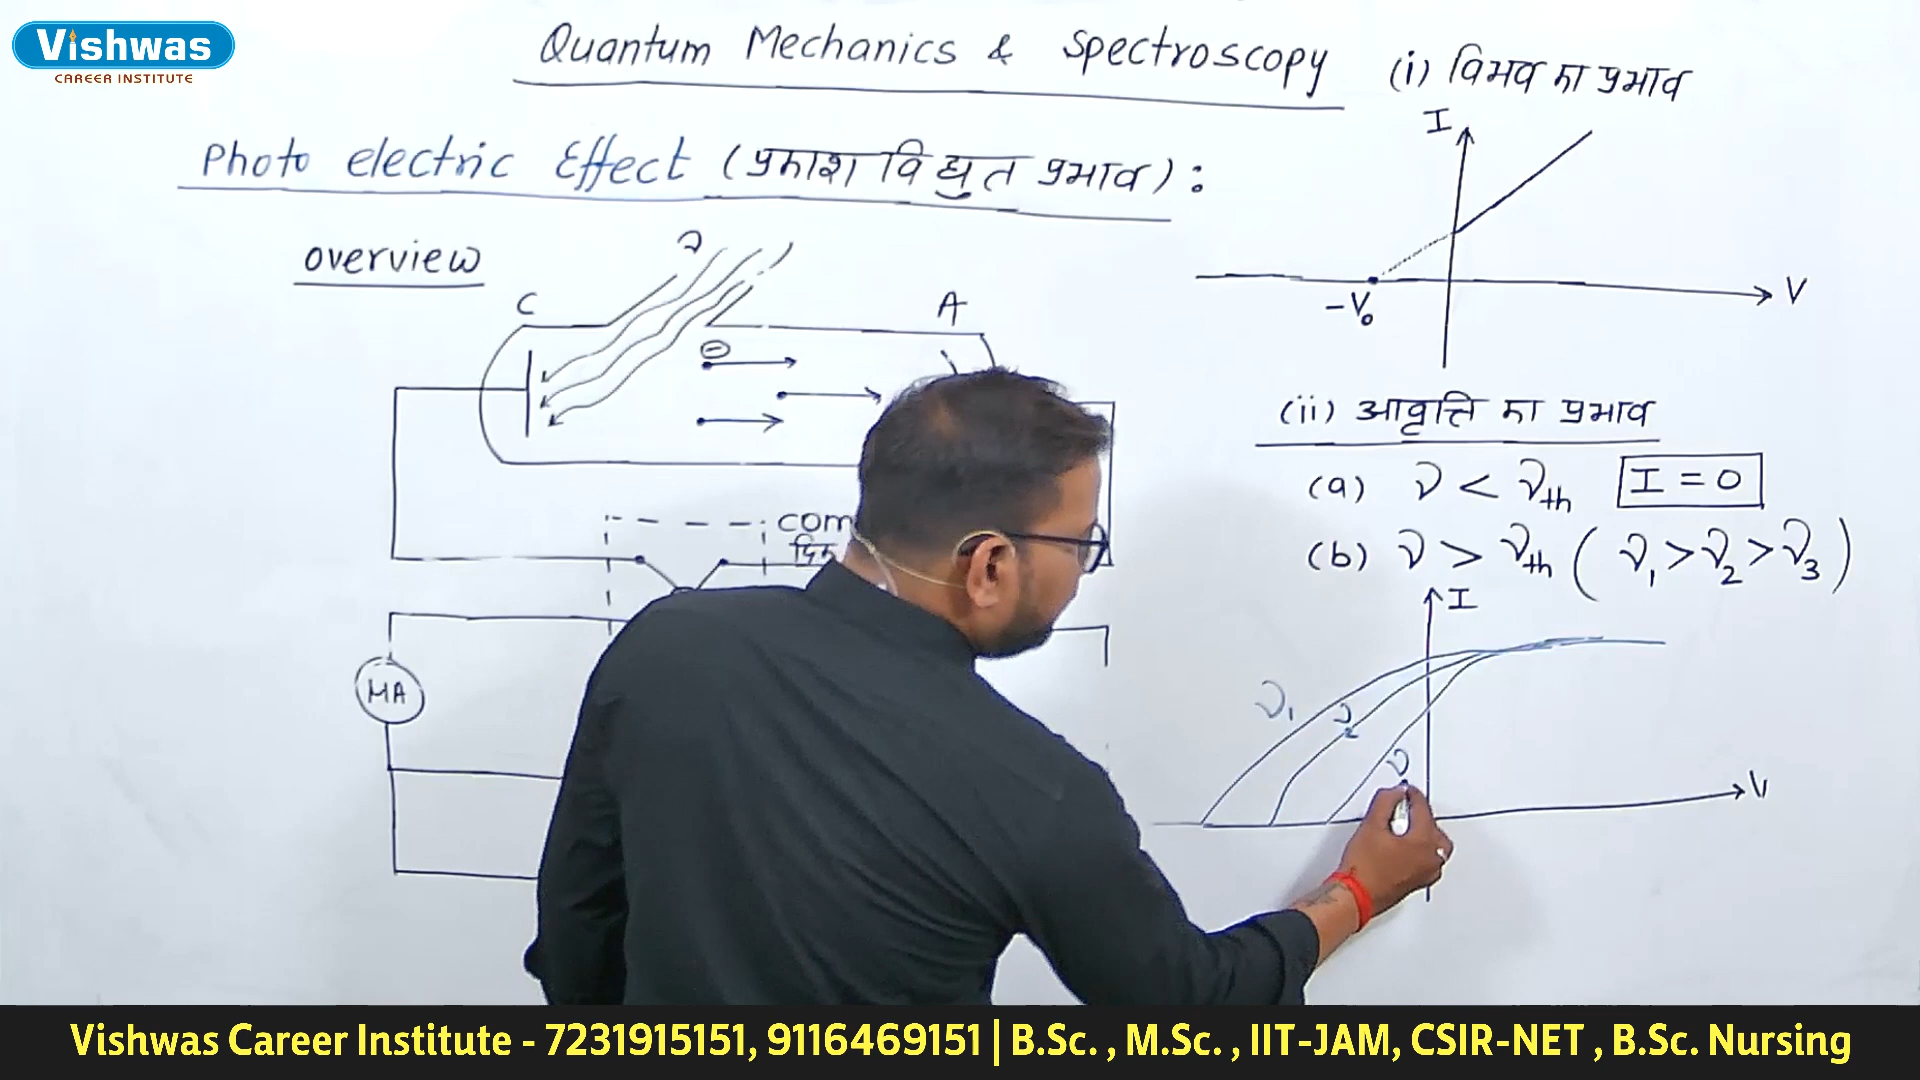 Vishwas
CAREER INSTITUTE
Quantum Mechanics & Spectroscopy
Photo electric Effect (प्रकाश विद्युत प्रभाव) :
overview
ν
C
A
⊖
MA
(i) विभव का प्रभाव
I
V
-V₀
(ii) आवृत्ति का प्रभाव
(a) ν < ν_th I = 0
(b) ν > ν_th ( ν₁ > ν₂ > ν₃ )
I
ν₁
ν₂
ν
V
Vishwas Career Institute - 7231915151, 9116469151 | B.Sc. , M.Sc. , IIT-JAM, CSIR-NET , B.Sc. Nursing